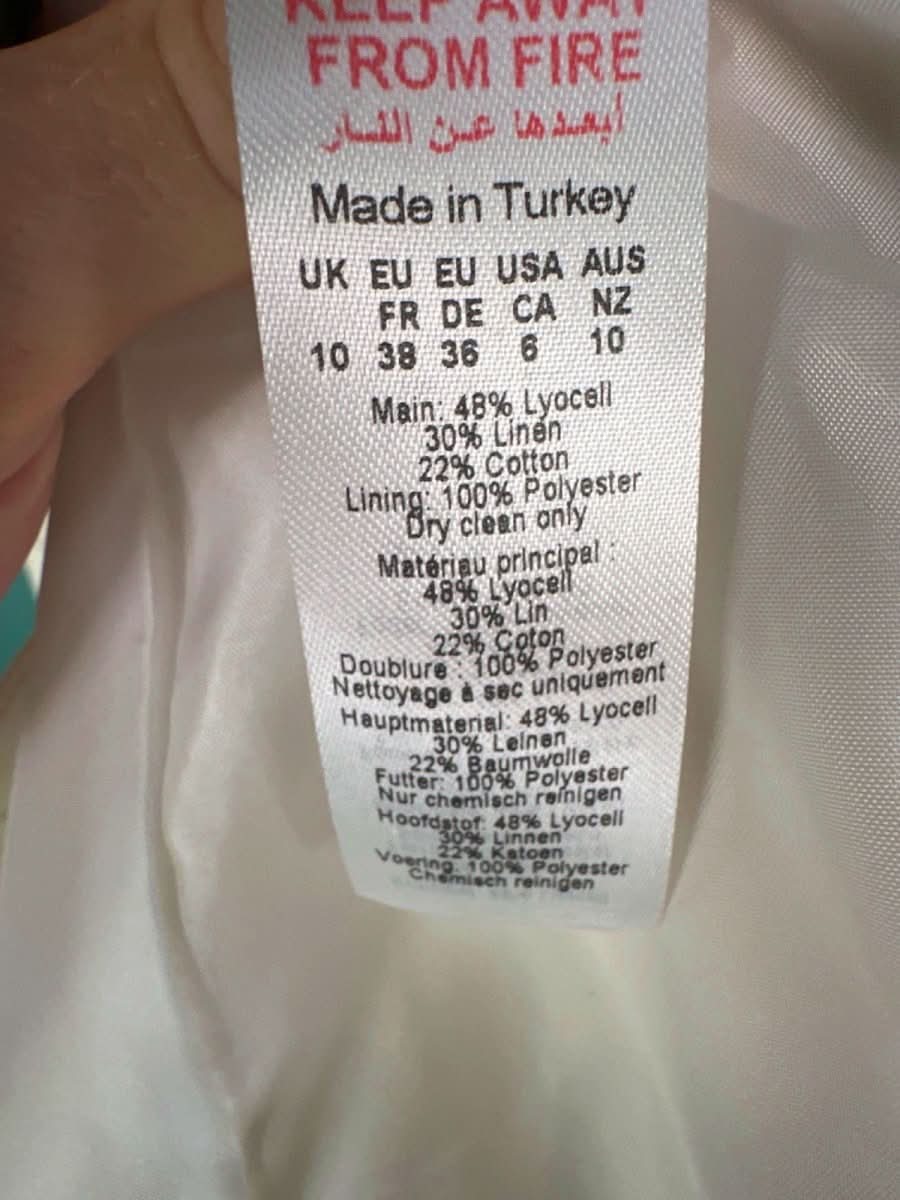 KEEP AWAY
FROM FIRE
أبعدها عن النار
Made in Turkey
UK EU EU USA AUS
FR DE CA NZ
10 38 36 6 10
Main: 48% Lyocell
30% Linen
22% Cotton
Lining: 100% Polyester
Dry clean only
Matériau principal :
48% Lyocell
30% Lin
22% Coton
Doublure : 100% Polyester
Nettoyage à sec uniquement
Hauptmaterial: 48% Lyocell
30% Leinen
22% Baumwolle
Futter: 100% Polyester
Nur chemisch reinigen
Hoofdstof: 48% Lyocell
30% Linnen
22% Katoen
Voering: 100% Polyester
Chemisch reinigen